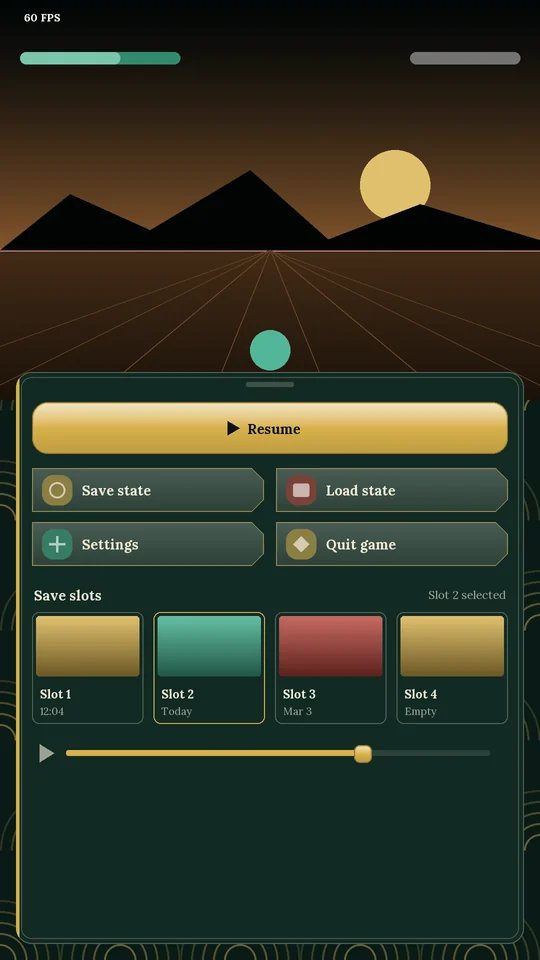 60 FPS
Resume
Save state
Load state
Settings
Quit game
Save slots
Slot 2 selected
Slot 1
12:04
Slot 2
Today
Slot 3
Mar 3
Slot 4
Empty